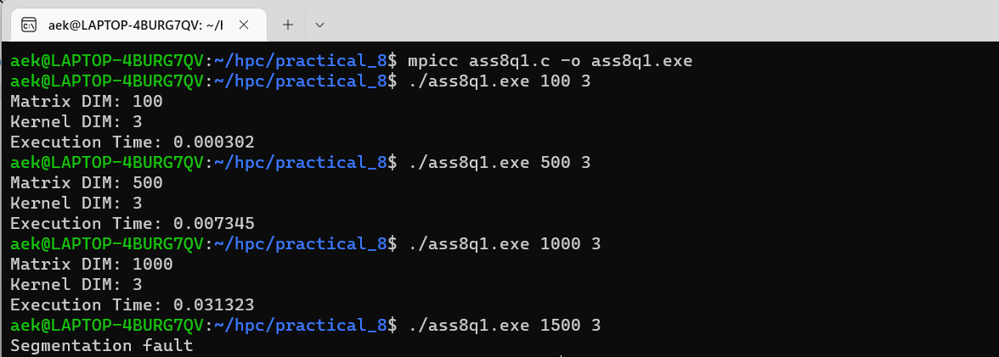 aek@LAPTOP-4BURG7QV: ~/l
aek@LAPTOP-4BURG7QV:~/hpc/practical_8$ mpicc ass8q1.c -o ass8q1.exe
aek@LAPTOP-4BURG7QV:~/hpc/practical_8$ ./ass8q1.exe 100 3
Matrix DIM: 100
Kernel DIM: 3
Execution Time: 0.000302
aek@LAPTOP-4BURG7QV:~/hpc/practical_8$ ./ass8q1.exe 500 3
Matrix DIM: 500
Kernel DIM: 3
Execution Time: 0.007345
aek@LAPTOP-4BURG7QV:~/hpc/practical_8$ ./ass8q1.exe 1000 3
Matrix DIM: 1000
Kernel DIM: 3
Execution Time: 0.031323
aek@LAPTOP-4BURG7QV:~/hpc/practical_8$ ./ass8q1.exe 1500 3
Segmentation fault